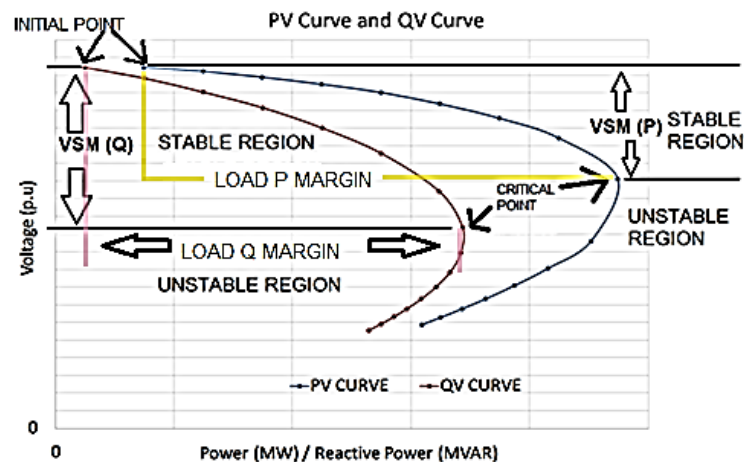 PV Curve and QV Curve
INITIAL POINT
VSM (Q)
STABLE REGION
VSM (P)
STABLE
REGION
LOAD P MARGIN
CRITICAL
POINT
UNSTABLE
REGION
LOAD Q MARGIN
UNSTABLE REGION
Voltage (p.u)
PV CURVE
QV CURVE
0
0
Power (MW) / Reactive Power (MVAR)